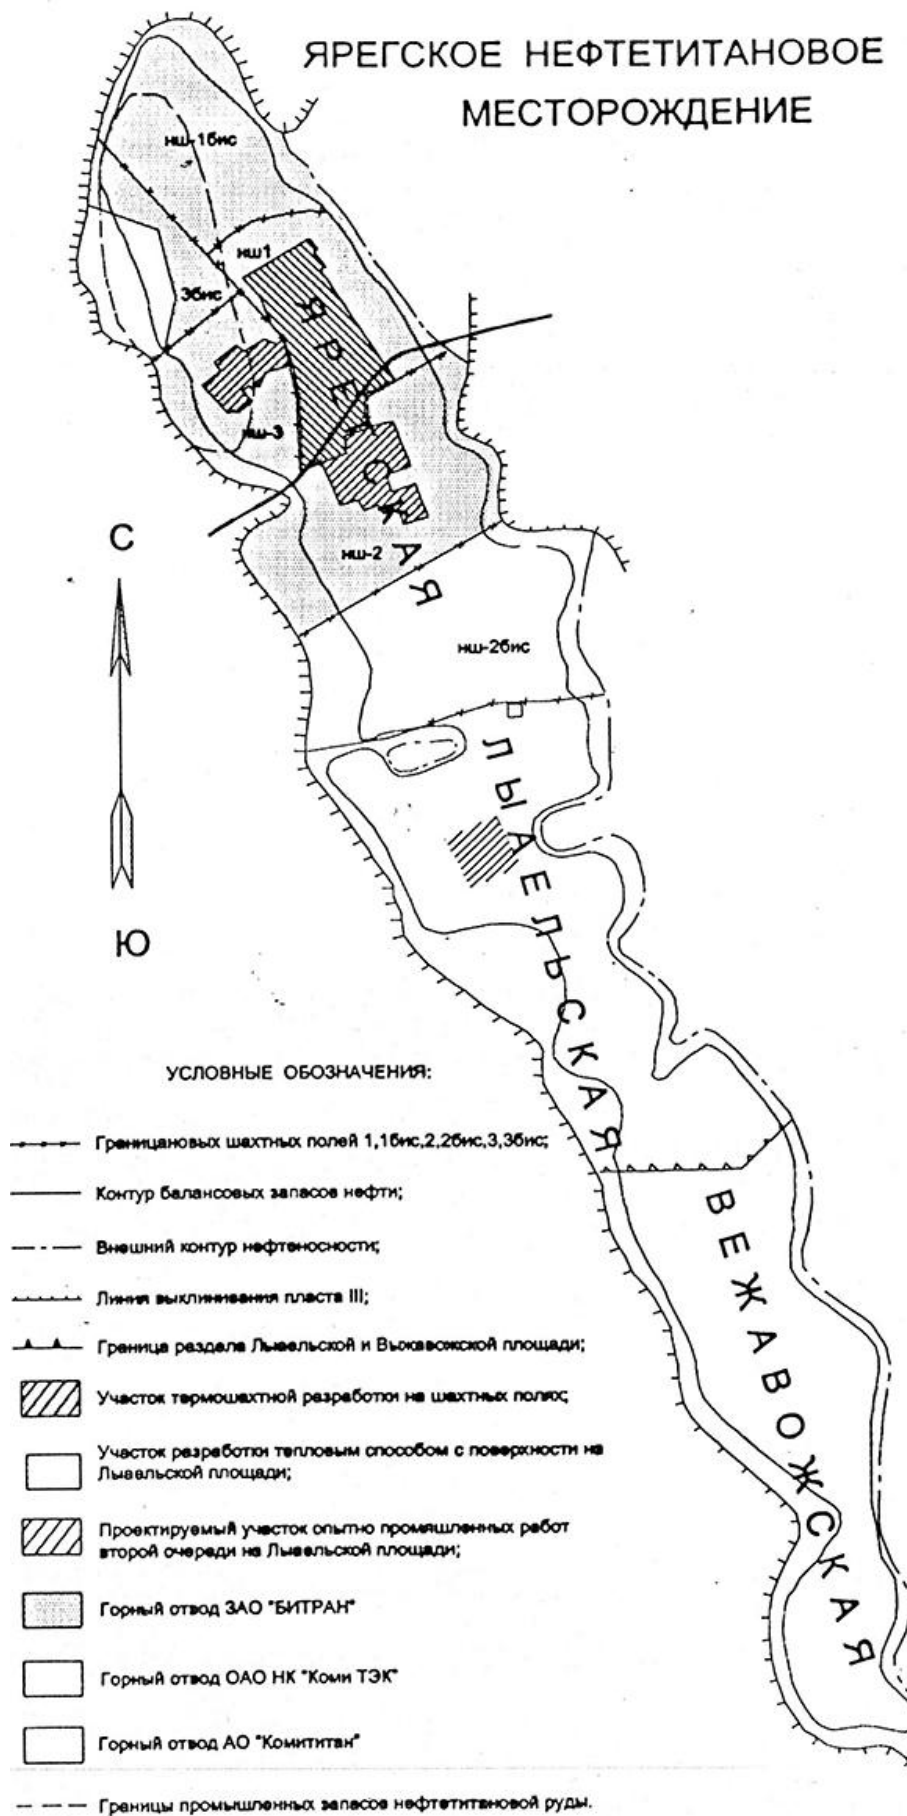 ЯРЕГСКОЕ НЕФТЕТИТАНОВОЕ
МЕСТОРОЖДЕНИЕ
нш-1бис
нш1
3бис
ЯРЕГСКАЯ
нш-3
нш-2
нш-2бис
С
Ю
ЛЫАЕЛЬСКАЯ
ВЕЖАВОЖСКАЯ
УСЛОВНЫЕ ОБОЗНАЧЕНИЯ:
Границановых шахтных полей 1,1бис,2,2бис,3,3бис;
Контур балансовых запасов нефти;
Внешний контур нефтеносности;
Линия выклинивания пласта III;
Граница раздела Лыаельской и Выжавожской площади;
Участок термошахтной разработки на шахтных полях;
Участок разработки тепловым способом с поверхности на
Лыаельской площади;
Проектируемый участок опытно промяшленных работ
второй очереди на Лыаельской площади;
Горный отвод ЗАО "БИТРАН"
Горный отвод ОАО НК "Коми ТЭК"
Горный отвод АО "Комититан"
Границы промышленных запасов нефтетитановой руды.